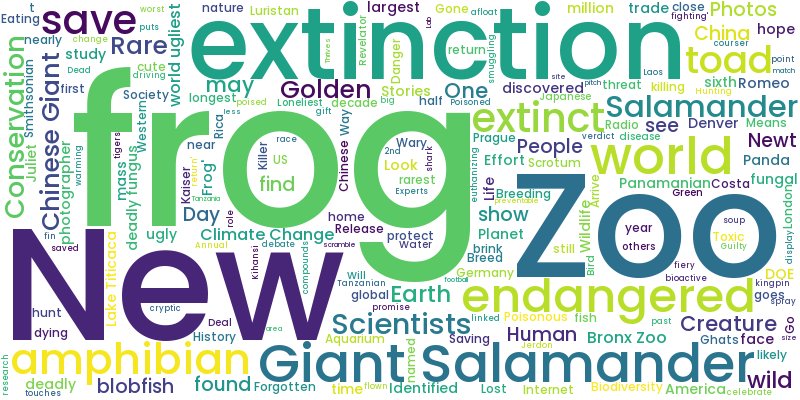 frog
New
Zoo
extinction
Giant Salamander
endangered
world
amphibian
extinct
save
toad
Salamander
Scientists
Golden
Rare
Chinese Giant
Conservation
may
One
Photos
China
hope
largest
million
trade
close
nature
Luristan
Gone
afloat
fighting'
Lab
Revelator
Thrives
Danger
return
smuggling
Stories
Laos
courser
point
match
Eating
t
worst
puts
nearly
change
study
Dead
cute
driving
world ugliest
Smithsonian
first
Society
longest
Loneliest
poised
gift
decade
less
big
half
Poisoned
discovered
Japanese
site
threat
pitch
killing
Hunting
sixth
Romeo
see
Denver
Means
Newt
Radio
disease
verdict
People
Prague
Effort
Scrotum
Wary
2nd
shark
Look
rarest
Experts
euthanizing
Life
Breeding
Arrive
Panamanian
Costa
fungal
Panda
London
display
Green
soup
year
others
Toxic
Guilty
DQE
kingpin
goes
splay
fiery
bioactive
Creature
Go
size
Ghats
face
likely
past
Human
Bronx Zoo
Poisonous
fish
linked
Saving
Jerdon
named
Identified
Lost
Internet
Biodiversity
America
celebrate
wild
time
flown
Forgotten
found
blobfish
deadly
touches
research
hunt
dying
Deal
History
cryptic
Annual
area
Aquarium
promise
football
Earth
global
Will
Tanzanian
Germany
Breed
brink
Planet
show
still
Bird
Wildlife
preventable
Water
protect
Release
home
scramble
debate
compounds
Kihansi
role
Climate Change
Day
ugly
Lake Titicaca
saved
fin
warming
photographer
Juliet
tigers
mass
deadly fungus
Western
near
Rica
Kaiser
return
Tanzania
Frog'
Killer
US
race
find
Chinese
Way